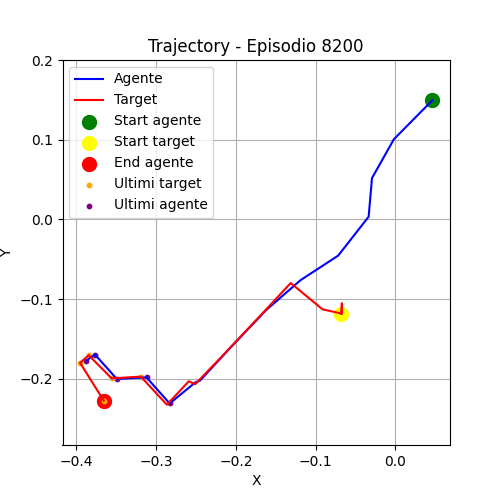 Trajectory - Episodio 8200
Agente
Target
Start agente
Start target
End agente
Ultimi target
Ultimi agente
0.2
0.1
0.0
−0.1
−0.2
Y
−0.4
−0.3
−0.2
−0.1
0.0
X